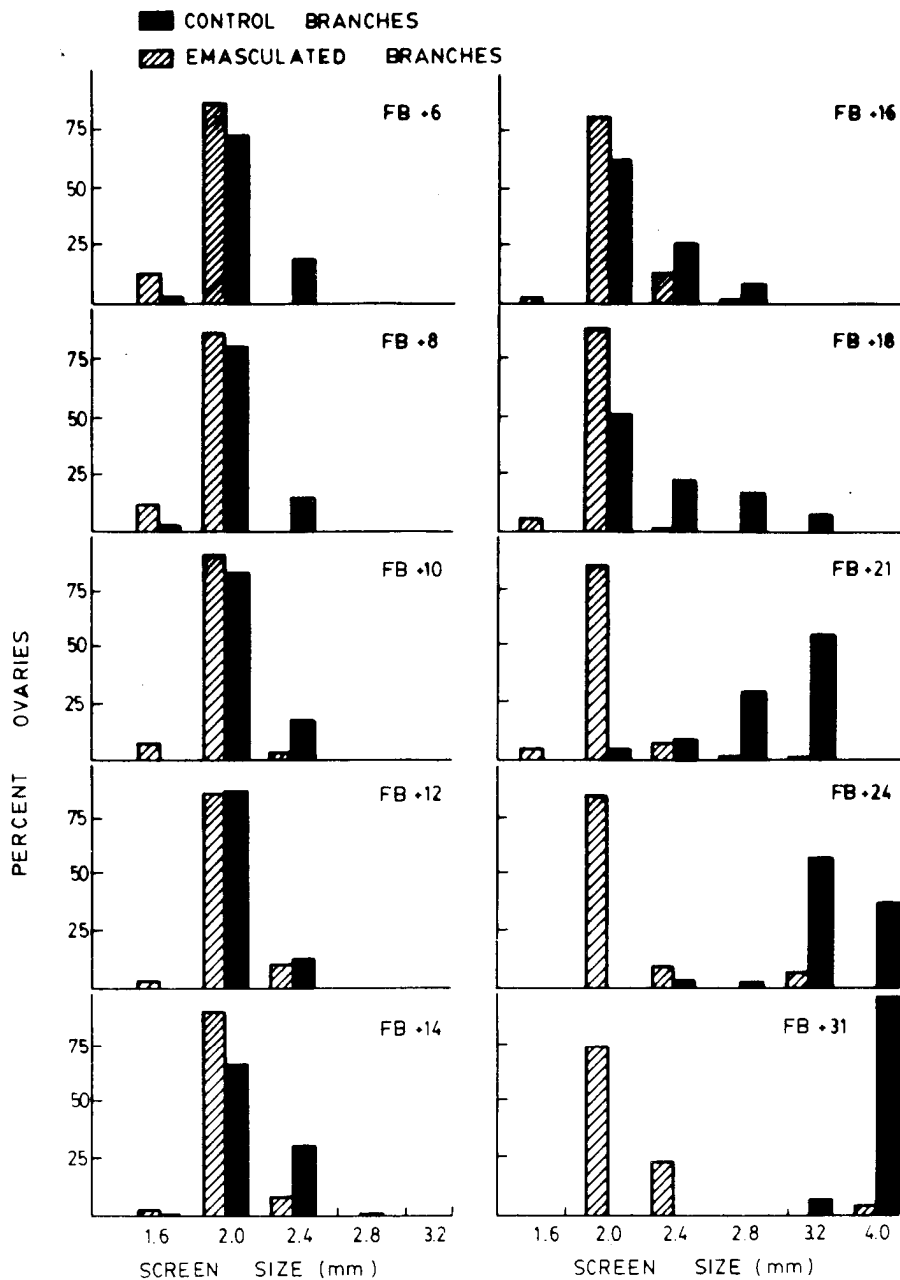 CONTROL BRANCHES
EMASCULATED BRANCHES
FB +6
75
50
25
FB +8
75
50
25
FB +10
75
50
25
FB +12
75
50
25
FB +14
75
50
25
PERCENT OVARIES
1.6 2.0 2.4 2.8 3.2
SCREEN SIZE (mm)
FB +16
FB +18
FB +21
FB +24
FB +31
1.6 2.0 2.4 2.8 3.2 4.0
SCREEN SIZE (mm)